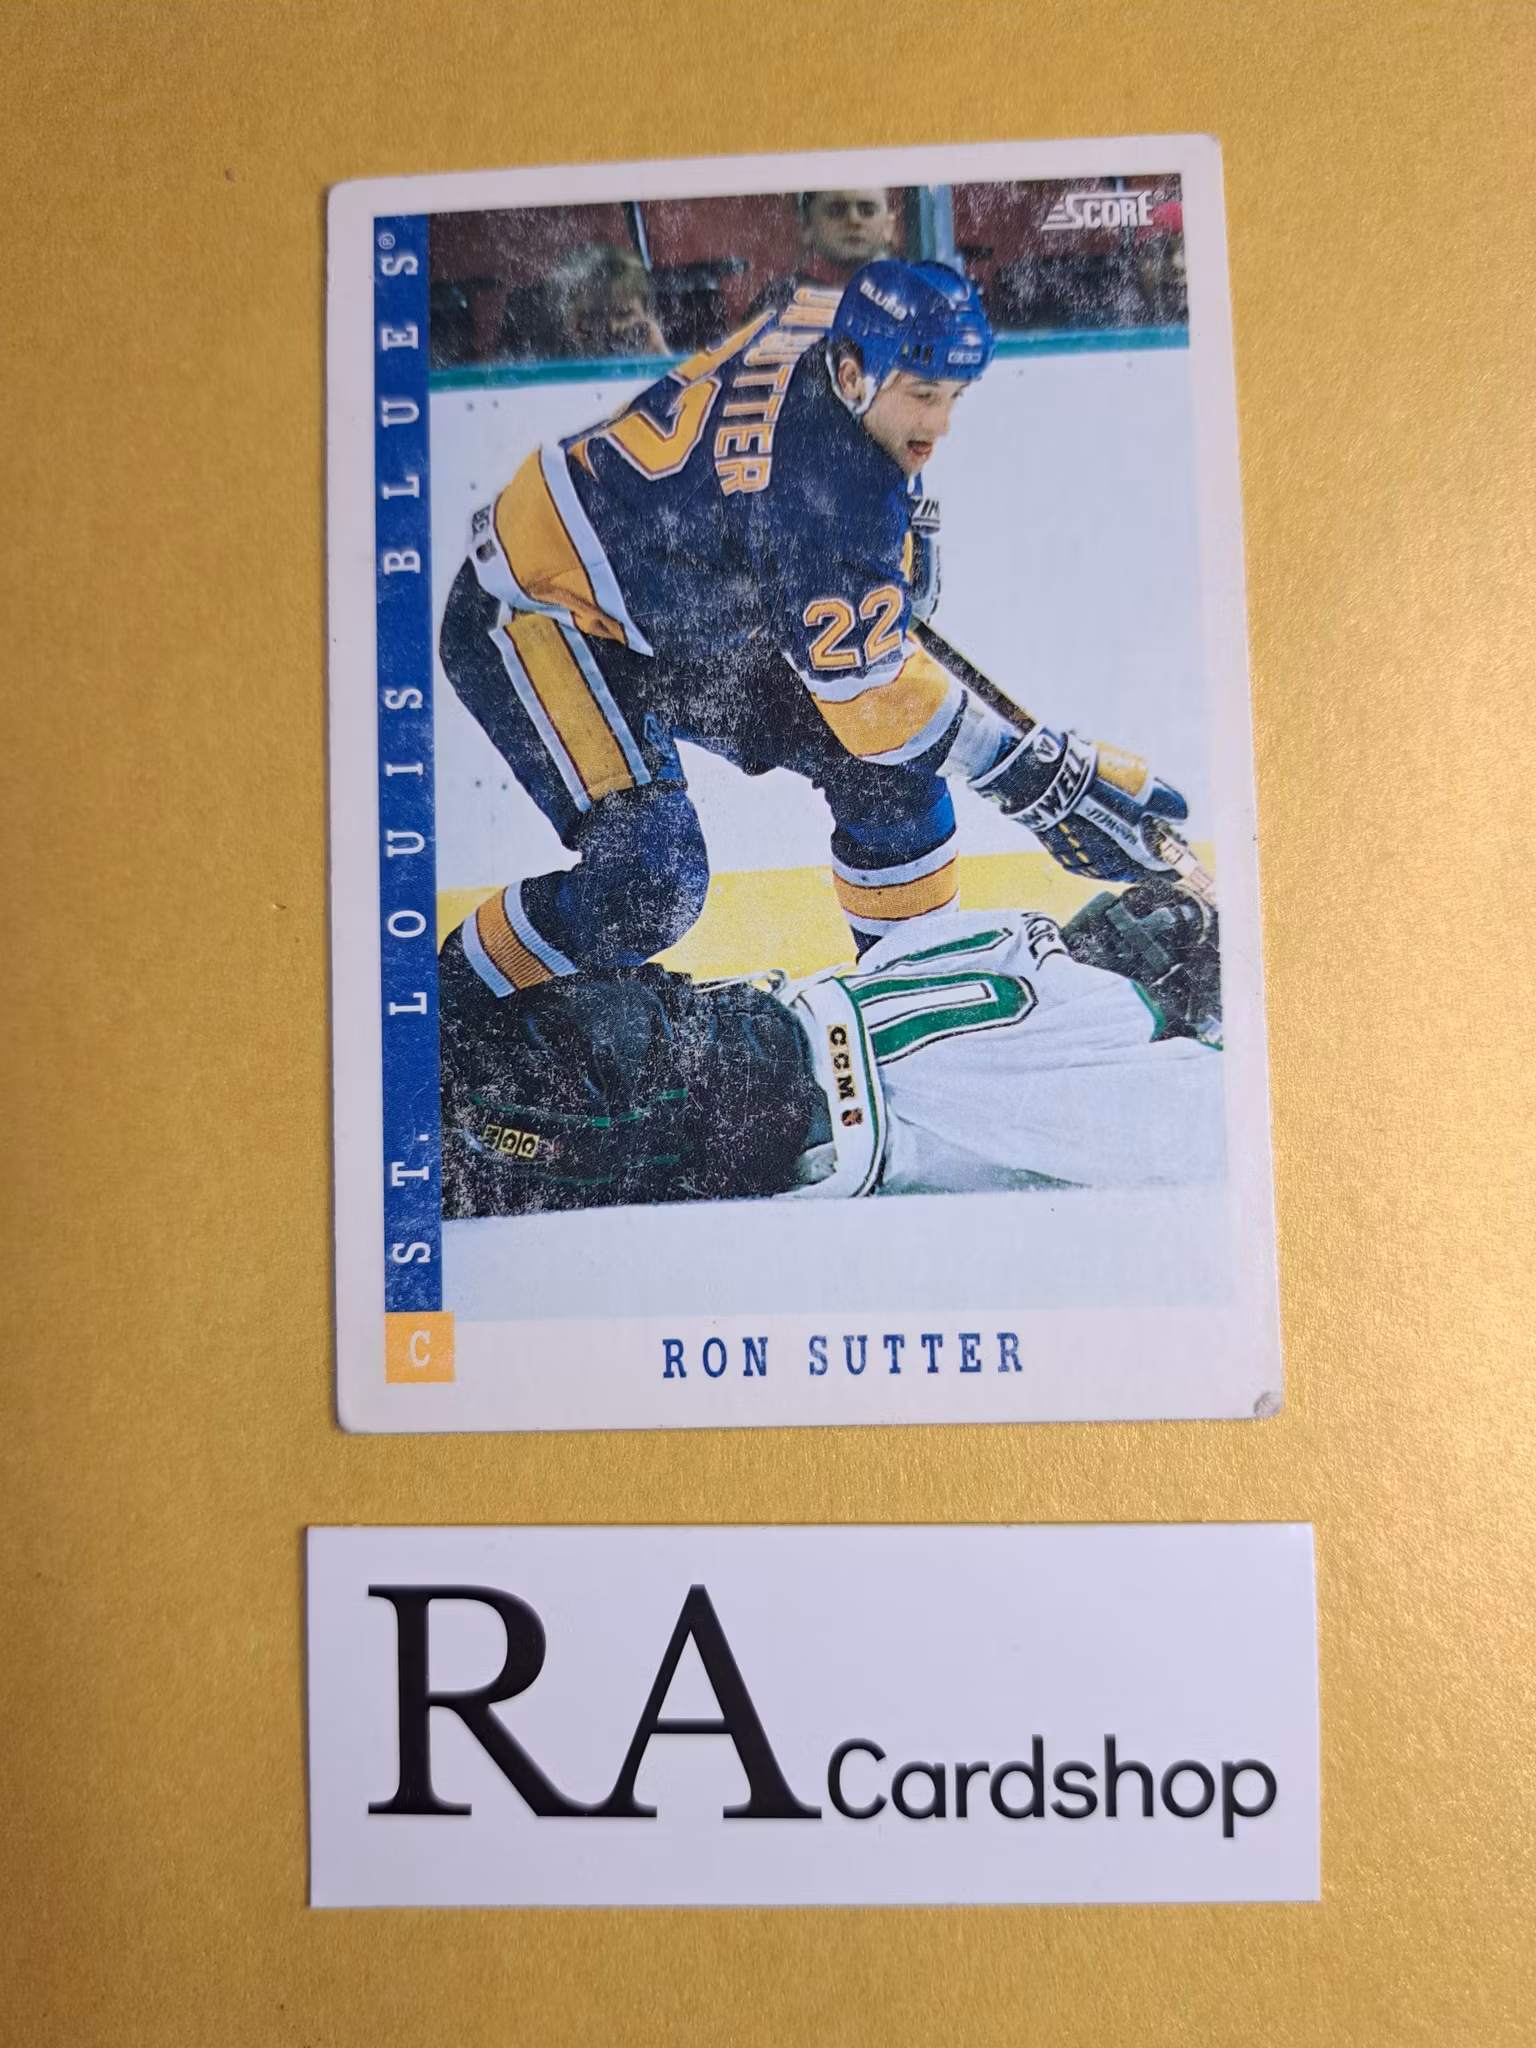 SCORE
ST. LOUIS BLUES®
BLUES
SUTTER
22
22
CCM
CCM
C
RON SUTTER
RA Cardshop